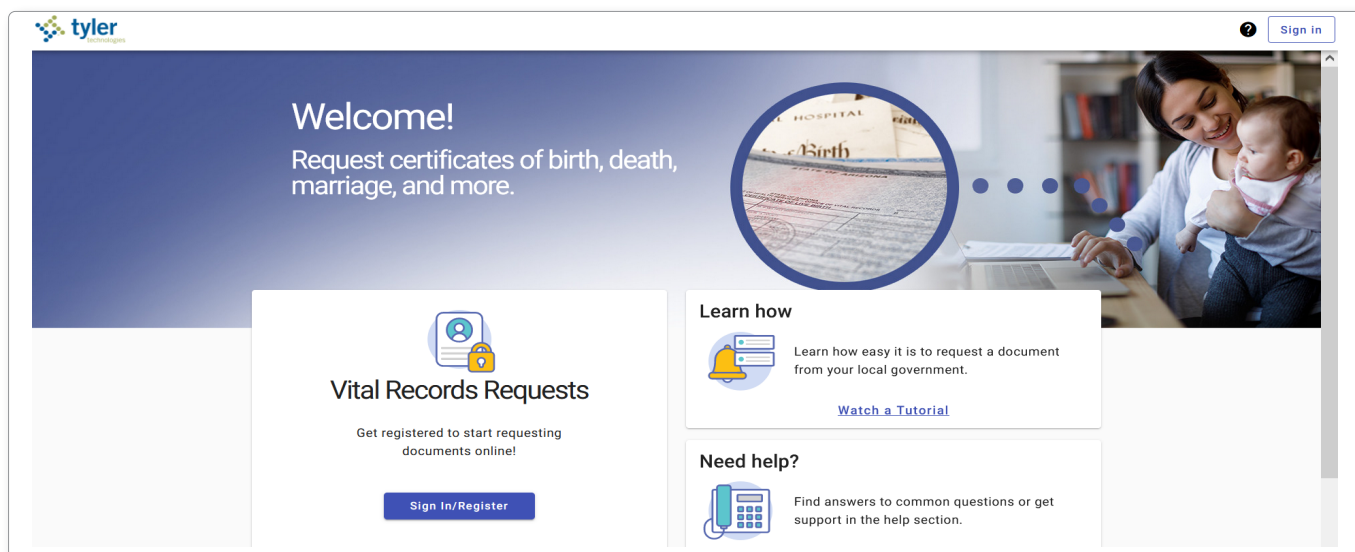 tyler
technologies
Sign in
Welcome!
Request certificates of birth, death,
marriage, and more.
HOSPITAL
Birth
STATE OF ARIZONA
Vital Records Requests
Get registered to start requesting
documents online!
Sign In/Register
Learn how
Learn how easy it is to request a document
from your local government.
Watch a Tutorial
Need help?
Find answers to common questions or get
support in the help section.